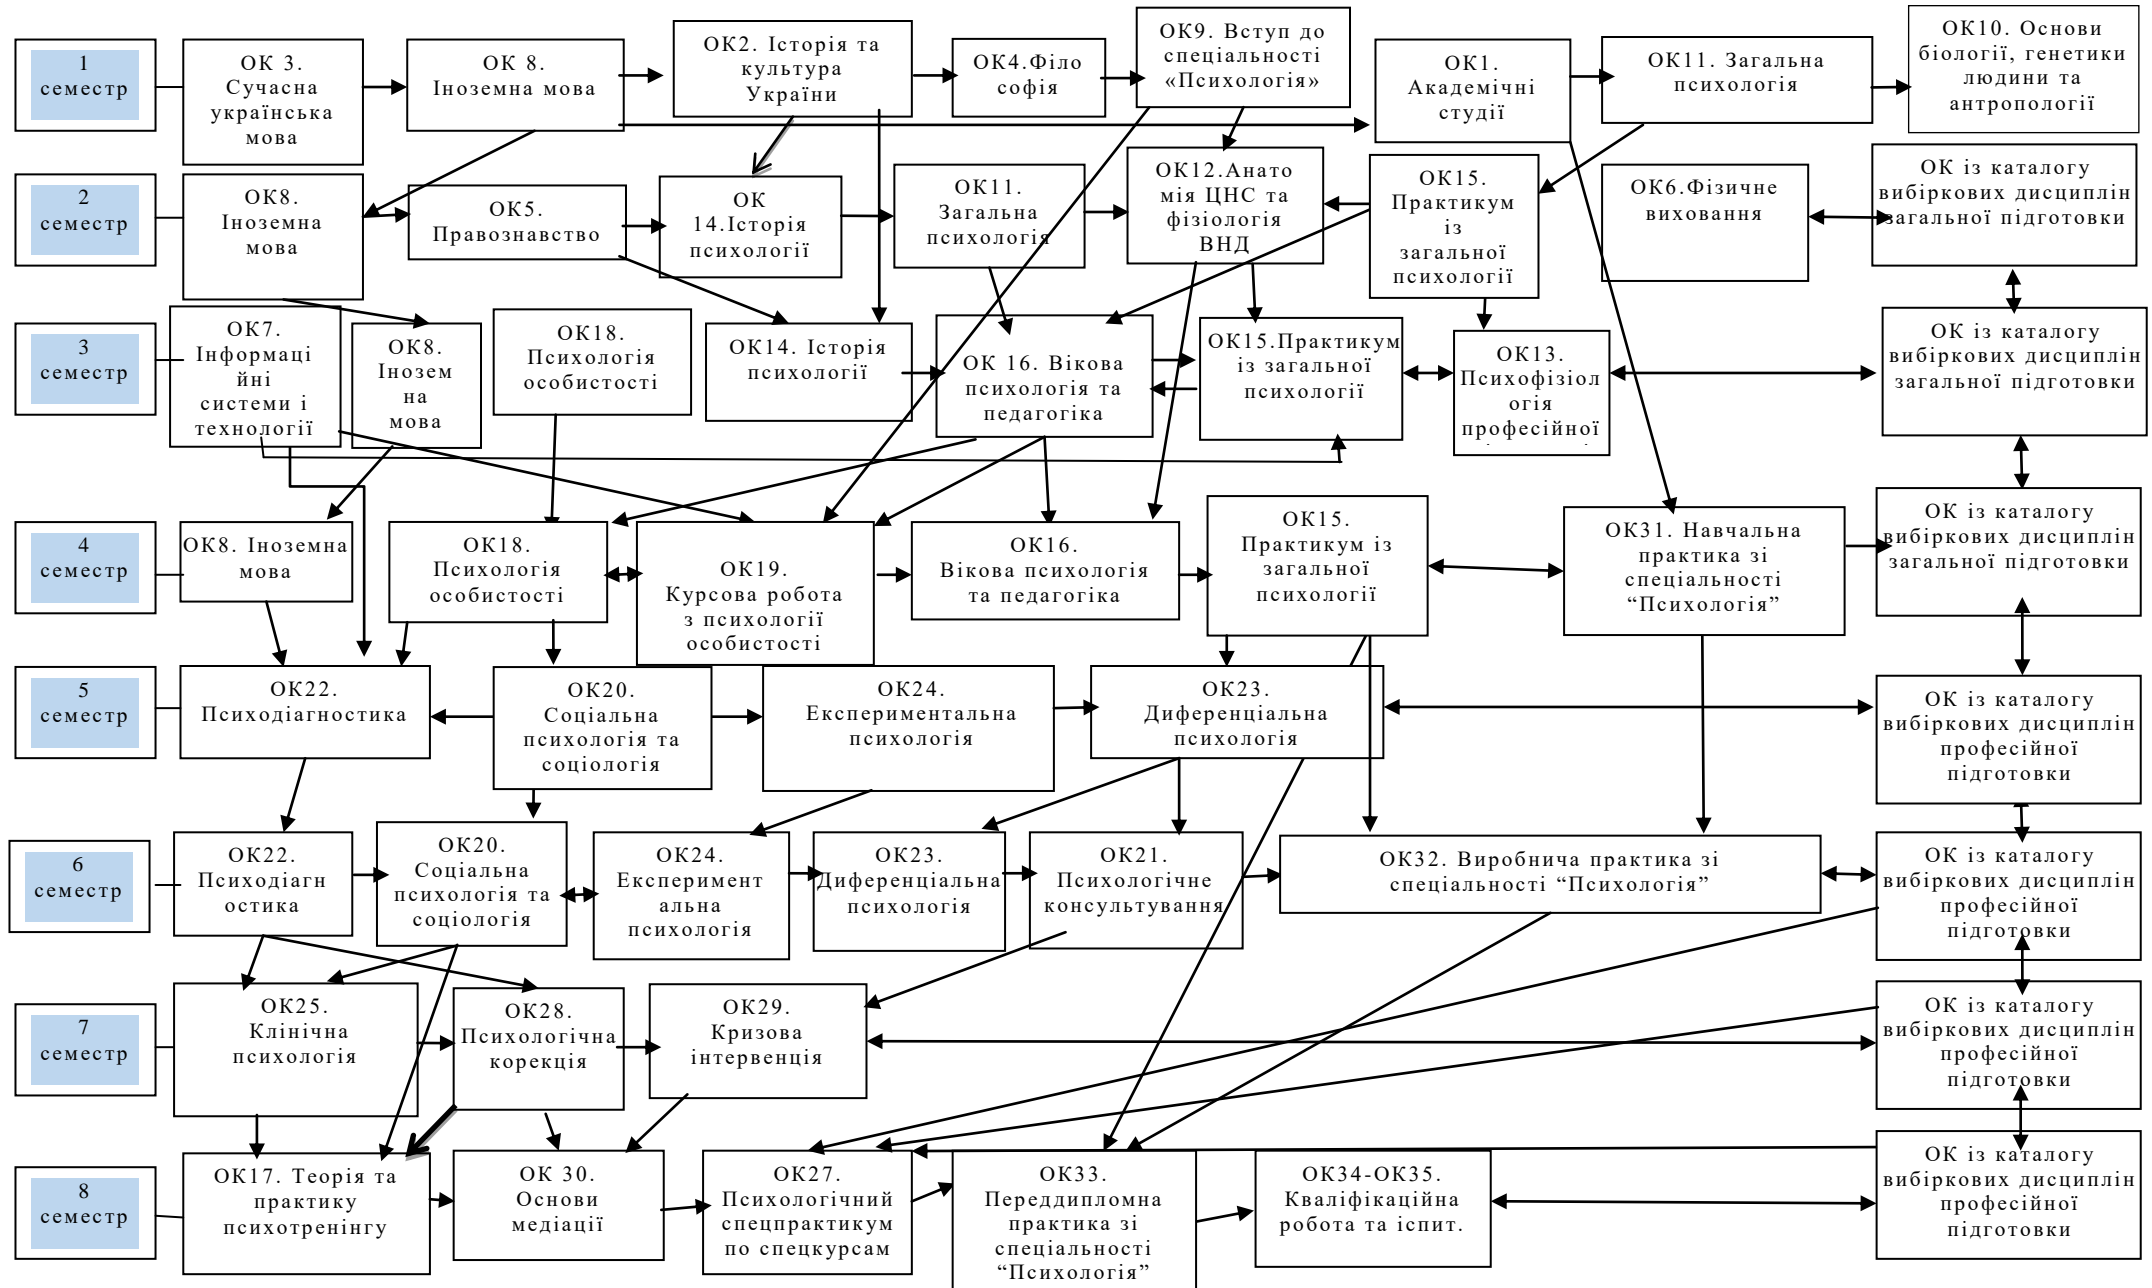 1
семестр
ОК 3.
Сучасна
українська
мова
ОК 8.
Іноземна мова
ОК2. Історія та
культура
України
ОК4.Філо
софія
ОК9. Вступ до
спеціальності
«Психологія»
ОК1.
Академічні
студії
ОК11. Загальна
психологія
ОК10. Основи
біології, генетики
людини та
антропології
2
семестр
ОК8.
Іноземна
мова
ОК5.
Правознавство
ОК
14.Історія
психології
ОК11.
Загальна
психологія
ОК12.Анато
мія ЦНС та
фізіологія
ВНД
ОК15.
Практикум
із
загальної
психології
ОК6.Фізичне
виховання
ОК із каталогу
вибіркових дисциплін
загальної підготовки
3
семестр
ОК7.
Інформаці
йні
системи і
технології
ОК8.
Інозем
на
мова
ОК18.
Психологія
особистості
ОК14. Історія
психології
ОК 16. Вікова
психологія та
педагогіка
ОК15.Практикум
із загальної
психології
ОК13.
Психофізіол
огія
професійної
ОК із каталогу
вибіркових дисциплін
загальної підготовки
4
семестр
ОК8. Іноземна
мова
ОК18.
Психологія
особистості
ОК19.
Курсова робота
з психології
особистості
ОК16.
Вікова психологія
та педагогіка
ОК15.
Практикум із
загальної
психології
ОК31. Навчальна
практика зі
спеціальності
“Психологія”
ОК із каталогу
вибіркових дисциплін
загальної підготовки
5
семестр
ОК22.
Психодіагностика
ОК20.
Соціальна
психологія та
соціологія
ОК24.
Експериментальна
психологія
ОК23.
Диференціальна
психологія
ОК із каталогу
вибіркових дисциплін
професійної
підготовки
6
семестр
ОК22.
Психодіагн
остика
ОК20.
Соціальна
психологія та
соціологія
ОК24.
Експеримент
альна
психологія
ОК23.
Диференціальна
психологія
ОК21.
Психологічне
консультування
ОК32. Виробнича практика зі
спеціальності “Психологія”
ОК із каталогу
вибіркових дисциплін
професійної
підготовки
7
семестр
ОК25.
Клінічна
психологія
ОК28.
Психологічна
корекція
ОК29.
Кризова
інтервенція
ОК із каталогу
вибіркових дисциплін
професійної
підготовки
8
семестр
ОК17. Теорія та
практику
психотренінгу
ОК 30.
Основи
медіації
ОК27.
Психологічний
спецпрактикум
по спецкурсам
ОК33.
Переддипломна
практика зі
спеціальності
“Психологія”
ОК34-ОК35.
Кваліфікаційна
робота та іспит.
ОК із каталогу
вибіркових дисциплін
професійної
підготовки